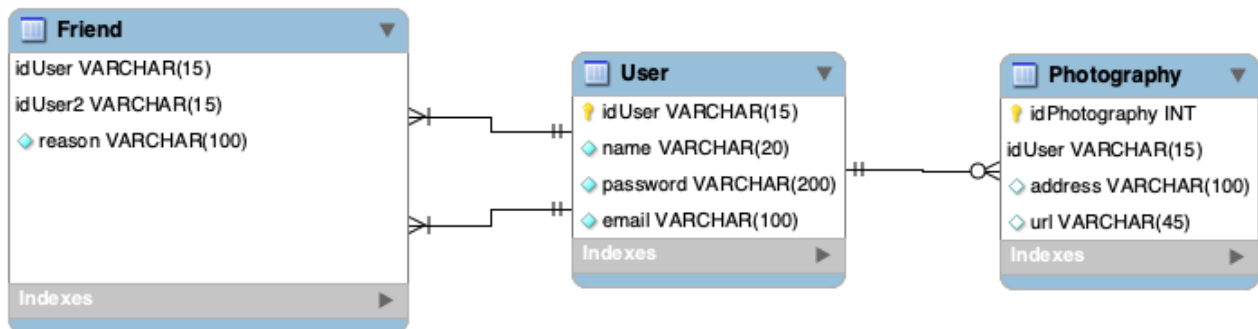 Friend
idUser VARCHAR(15)
idUser2 VARCHAR(15)
reason VARCHAR(100)
Indexes
User
idUser VARCHAR(15)
name VARCHAR(20)
password VARCHAR(200)
email VARCHAR(100)
Indexes
Photography
idPhotography INT
idUser VARCHAR(15)
address VARCHAR(100)
url VARCHAR(45)
Indexes